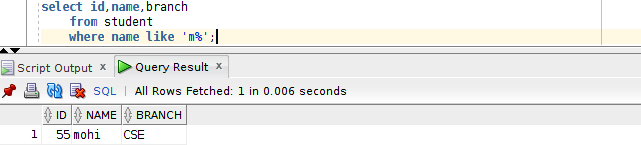 select id,name,branch
from student
where name like 'm%';
Script Output x Query Result x
SQL | All Rows Fetched: 1 in 0.006 seconds
ID NAME BRANCH
1 55 mohi CSE